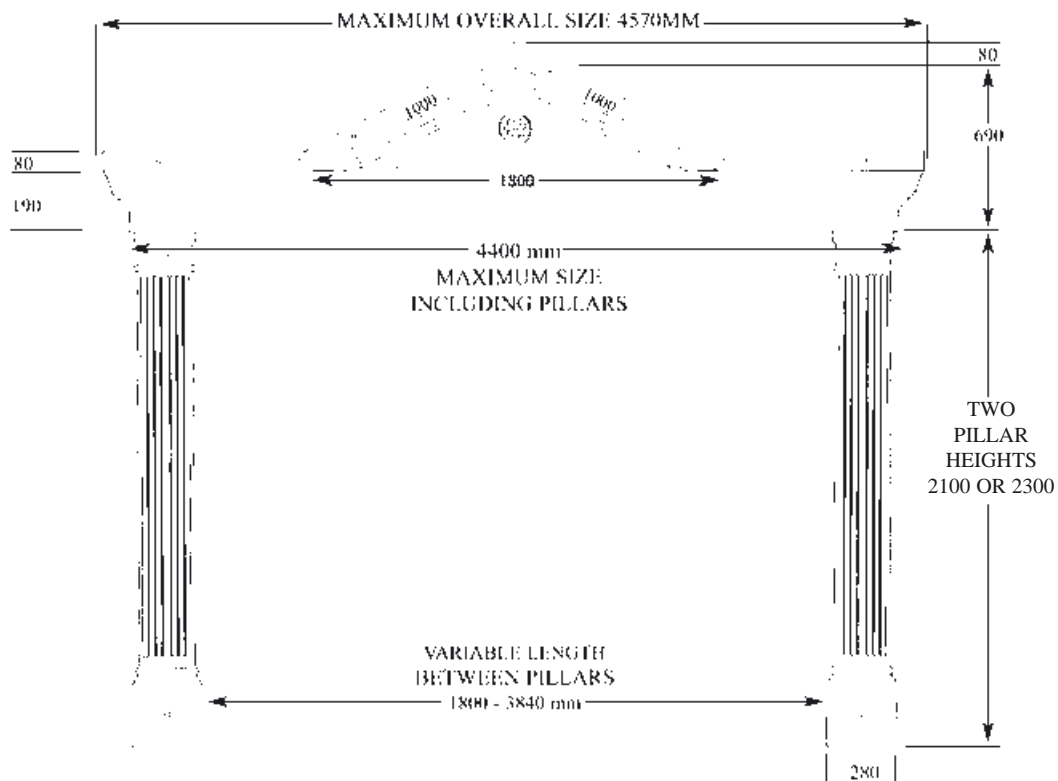 MAXIMUM OVERALL SIZE 4570MM
80
1000
1000
690
80
1800
190
4400 mm
MAXIMUM SIZE
INCLUDING PILLARS
TWO
PILLAR
HEIGHTS
2100 OR 2300
VARIABLE LENGTH
BETWEEN PILLARS
1800 - 3840 mm
280